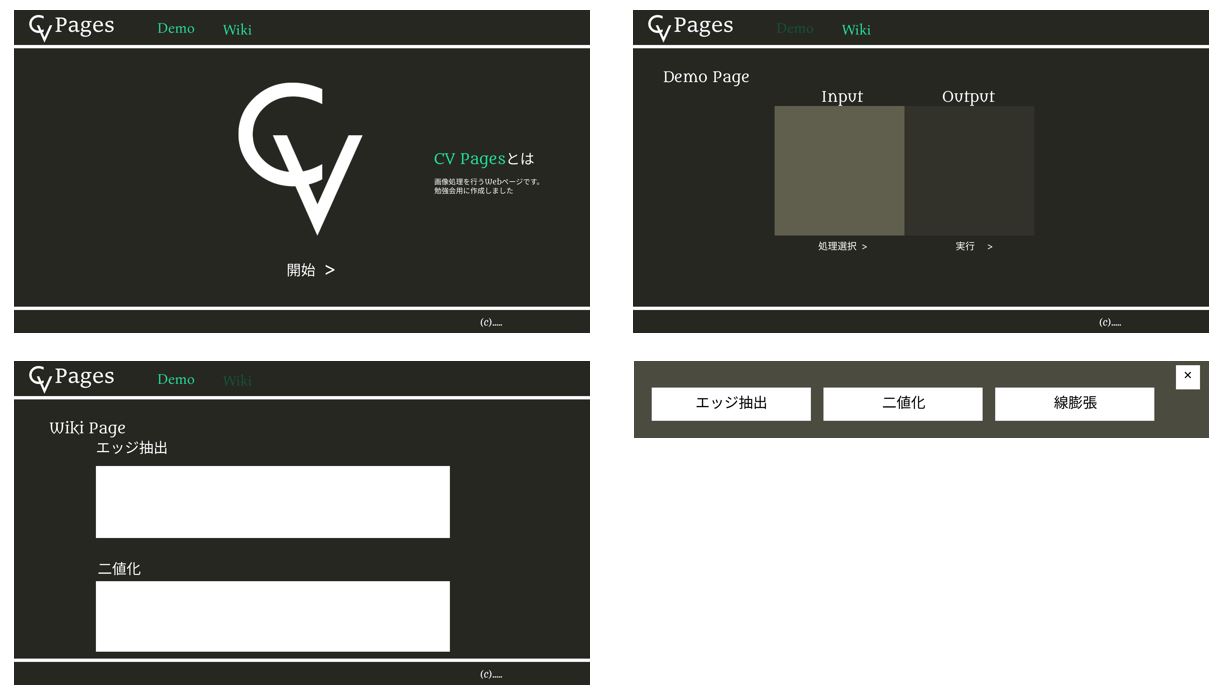 CV Pages Demo Wiki
CV
CV Pagesとは
画像処理を行うWebページです。
勉強会用に作成しました
開始 >
(c).....
CV Pages Demo Wiki
Demo Page
Input Output
処理選択 > 実行 >
(c).....
CV Pages Demo Wiki
Wiki Page
エッジ抽出
二値化
(c).....
×
エッジ抽出 二値化 線膨張